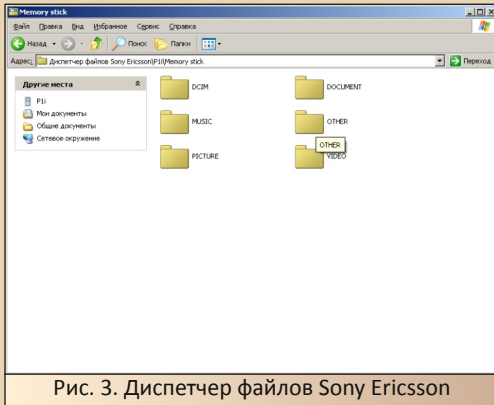 Memory stick
Файл Правка Вид Избранное Сервис Справка
Назад Поиск Папки
Адрес: Диспетчер файлов Sony Ericsson\P1i\Memory stick Переход
Другие места
P1i
Мои документы
Общие документы
Сетевое окружение
DCIM DOCUMENT
MUSIC OTHER
OTHER
PICTURE VIDEO
Рис. 3. Диспетчер файлов Sony Ericsson